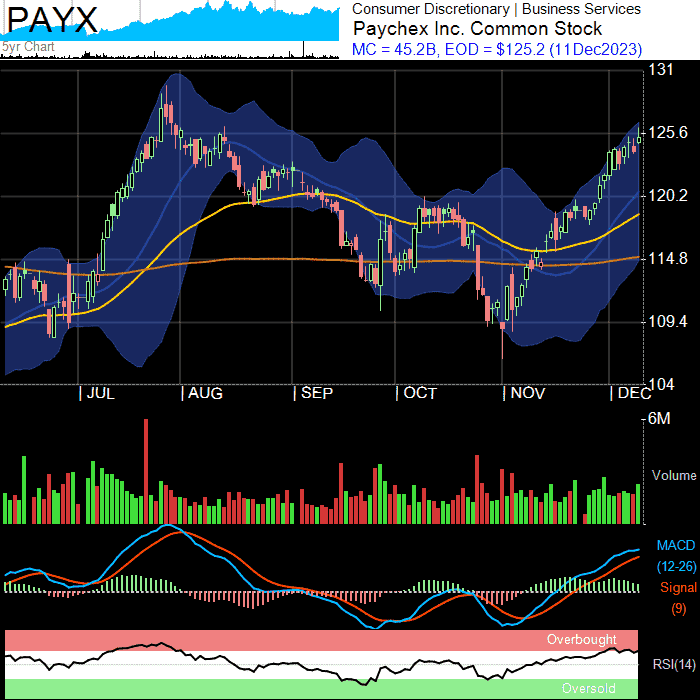 PAYX
5yr Chart
Consumer Discretionary | Business Services
Paychex Inc. Common Stock
MC = 45.2B, EOD = $125.2 (11Dec2023)
131
125.6
120.2
114.8
109.4
104
| JUL | AUG | SEP | OCT | NOV | DEC
6M
Volume
MACD
(12-26)
Signal
(9)
Overbought
RSI(14)
Oversold